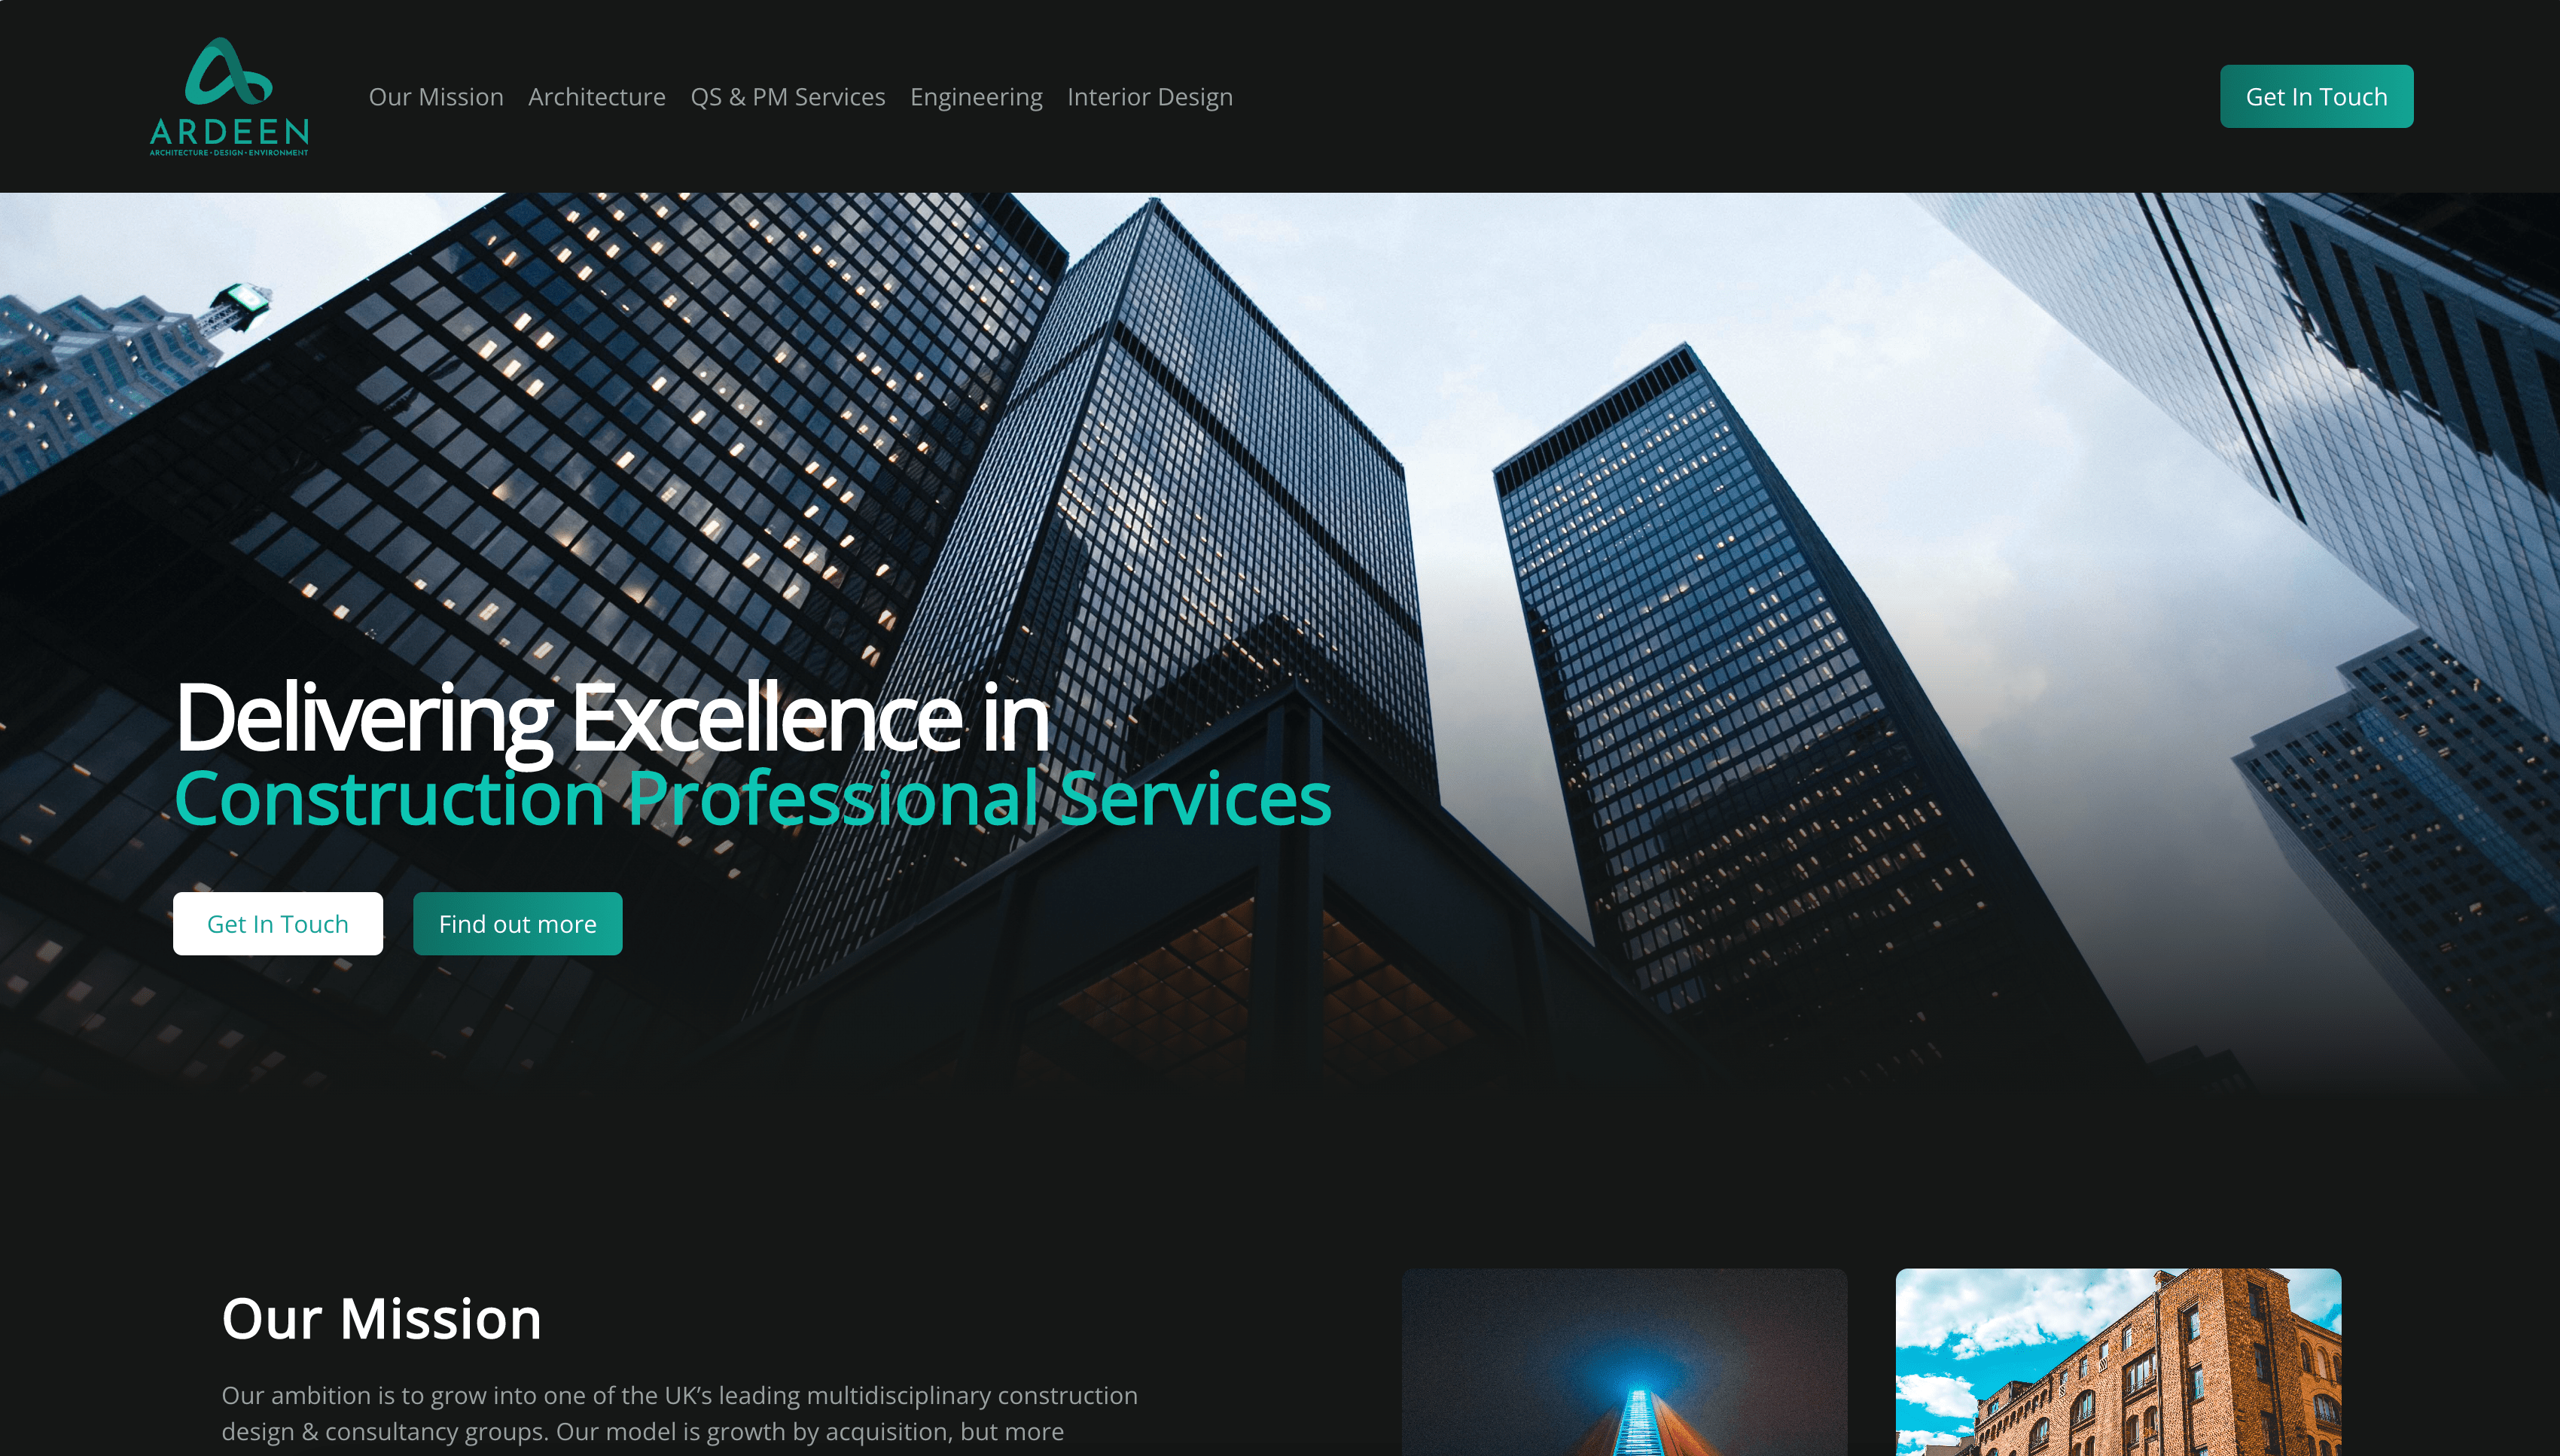 ARDEEN
ARCHITECTURE • DESIGN • ENVIRONMENT
Our Mission
Architecture
QS & PM Services
Engineering
Interior Design
Get In Touch
Delivering Excellence in
Construction Professional Services
Get In Touch
Find out more
Our Mission
Our ambition is to grow into one of the UK’s leading multidisciplinary construction
design & consultancy groups. Our model is growth by acquisition, but more